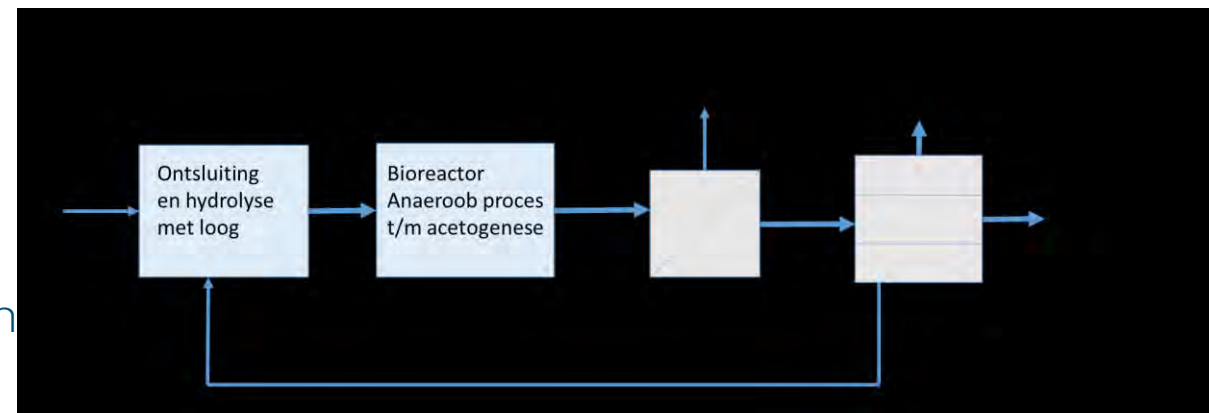 Ontsluiting
en hydrolyse
met loog
Bioreactor
Anaeroob proces
t/m acetogenese
n